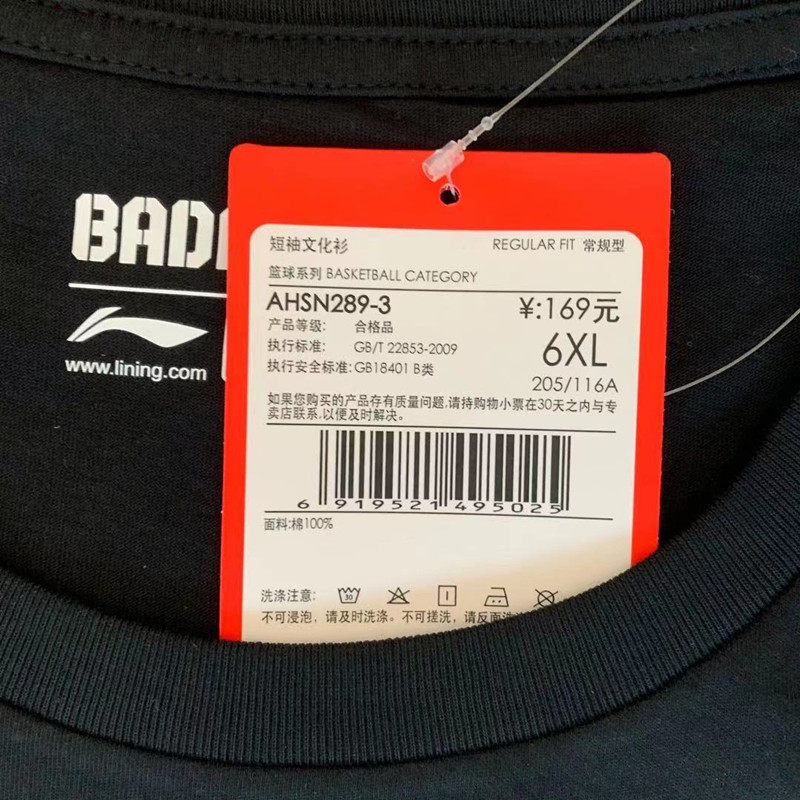 短袖文化衫 REGULAR FIT 常规型
篮球系列 BASKETBALL CATEGORY
AHSN289-3 ¥:169元
产品等级: 合格品
执行标准: GB/T 22853-2009 6XL
执行安全标准:GB18401 B类 205/116A
如果您购买的产品存有质量问题,请持购物小票在30天之内与专
卖店联系,以便及时解决。
6 919521 495025
面料:棉100%
洗涤注意: 30
不可浸泡，请及时洗涤。不可搓洗，请反面洗
www.lining.com